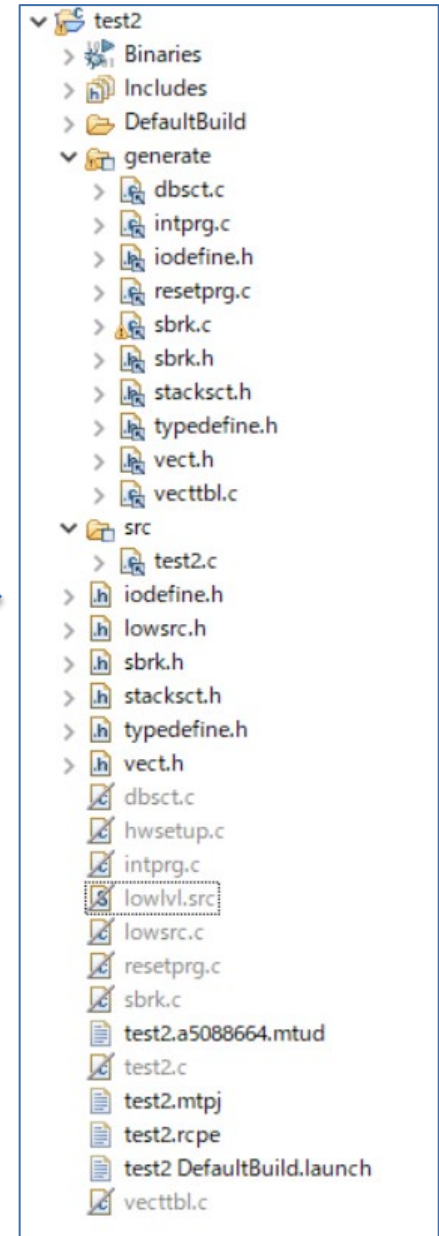 test2
Binaries
Includes
DefaultBuild
generate
dbsct.c
intprg.c
iodefine.h
resetprg.c
sbrk.c
sbrk.h
stacksct.h
typedefine.h
vect.h
vecttbl.c
src
test2.c
iodefine.h
lowsrc.h
sbrk.h
stacksct.h
typedefine.h
vect.h
dbsct.c
hwsetup.c
intprg.c
lowlvl.src
lowsrc.c
resetprg.c
sbrk.c
test2.a5088664.mtud
test2.c
test2.mtpj
test2.rcpe
test2 DefaultBuild.launch
vecttbl.c